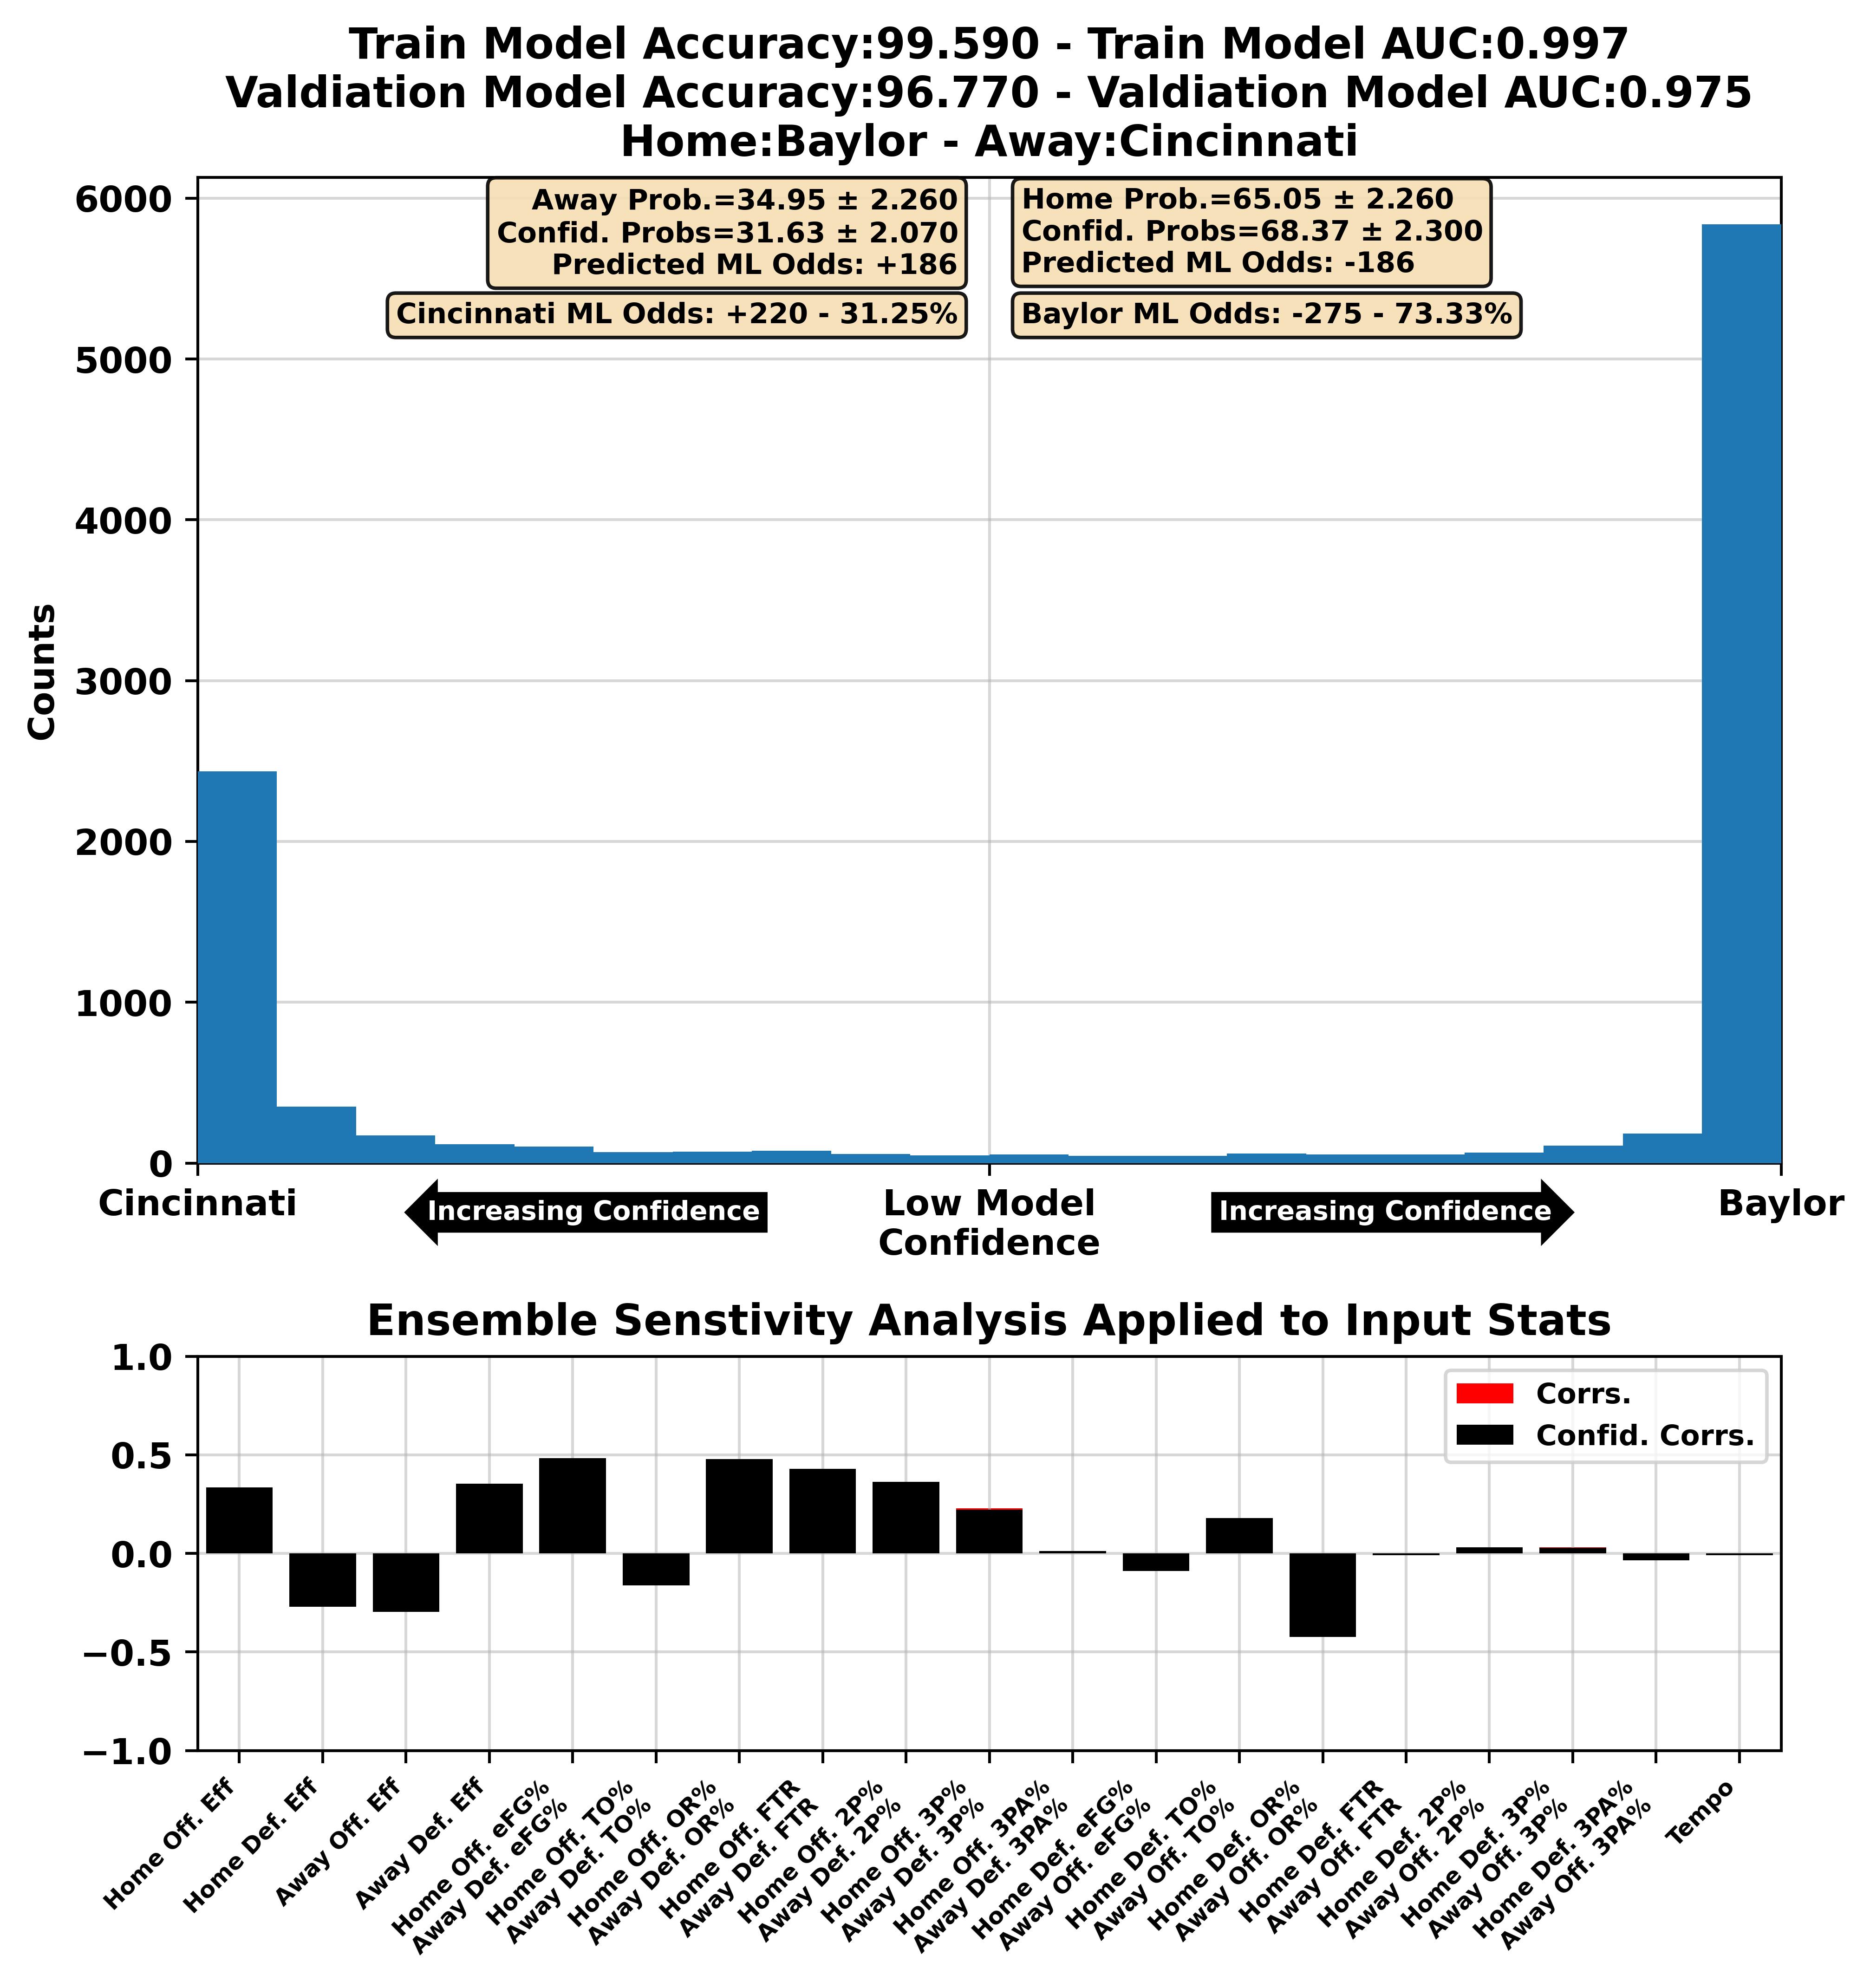 Train Model Accuracy:99.590 - Train Model AUC:0.997
Valdiation Model Accuracy:96.770 - Valdiation Model AUC:0.975
Home:Baylor - Away:Cincinnati
6000
5000
4000
3000
2000
1000
0
Counts
Away Prob.=34.95 ± 2.260
Confid. Probs=31.63 ± 2.070
Predicted ML Odds: +186
Cincinnati ML Odds: +220 - 31.25%
Home Prob.=65.05 ± 2.260
Confid. Probs=68.37 ± 2.300
Predicted ML Odds: -186
Baylor ML Odds: -275 - 73.33%
Cincinnati
Increasing Confidence
Low Model
Confidence
Increasing Confidence
Baylor
Ensemble Senstivity Analysis Applied to Input Stats
1.0
0.5
0.0
−0.5
−1.0
Corrs.
Confid. Corrs.
Home Off. Eff
Home Def. Eff
Away Off. Eff
Away Def. Eff
Home Off. eFG%
Away Def. eFG%
Home Off. TO%
Away Def. TO%
Home Off. OR%
Away Def. OR%
Home Off. FTR
Away Def. FTR
Home Off. 2P%
Away Def. 2P%
Home Off. 3P%
Away Def. 3P%
Home Off. 3PA%
Away Def. 3PA%
Home Def. eFG%
Away Off. eFG%
Home Def. TO%
Away Off. TO%
Home Def. OR%
Away Off. OR%
Home Def. FTR
Away Off. FTR
Home Def. 2P%
Away Off. 2P%
Home Def. 3P%
Away Off. 3P%
Home Def. 3PA%
Away Off. 3PA%
Tempo